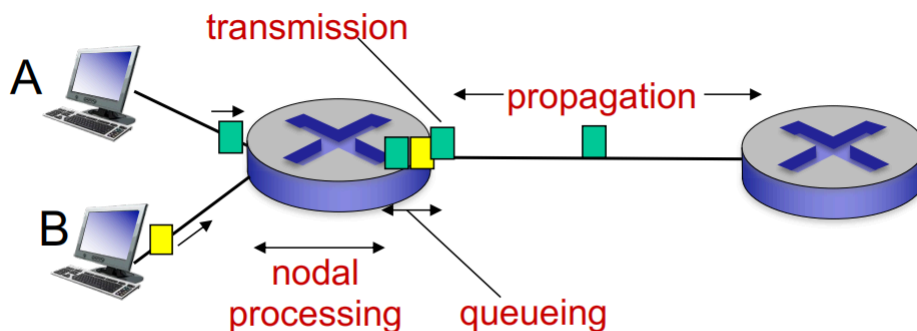 transmission
A
propagation
B
nodal
processing
queueing